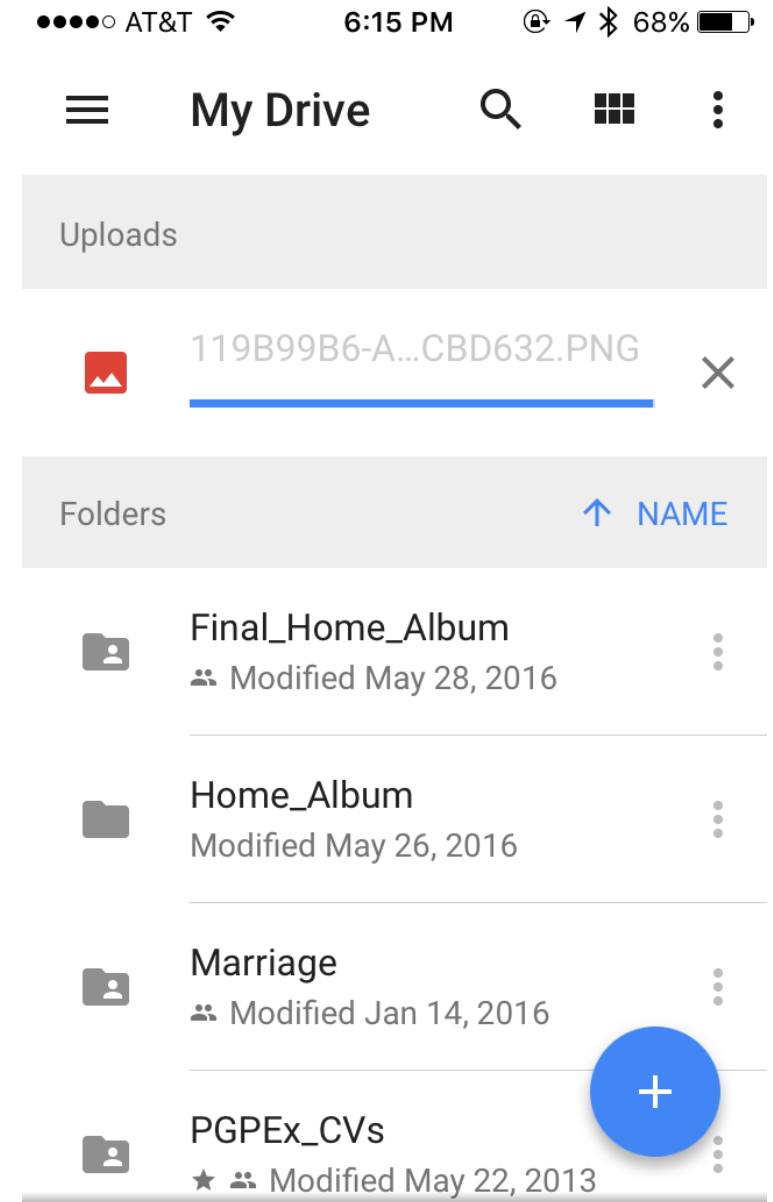 AT&T 6:15 PM 68%
My Drive
Uploads
119B99B6-A...CBD632.PNG
Folders NAME
Final_Home_Album
Modified May 28, 2016
Home_Album
Modified May 26, 2016
Marriage
Modified Jan 14, 2016
PGPEx_CVs
Modified May 22, 2013